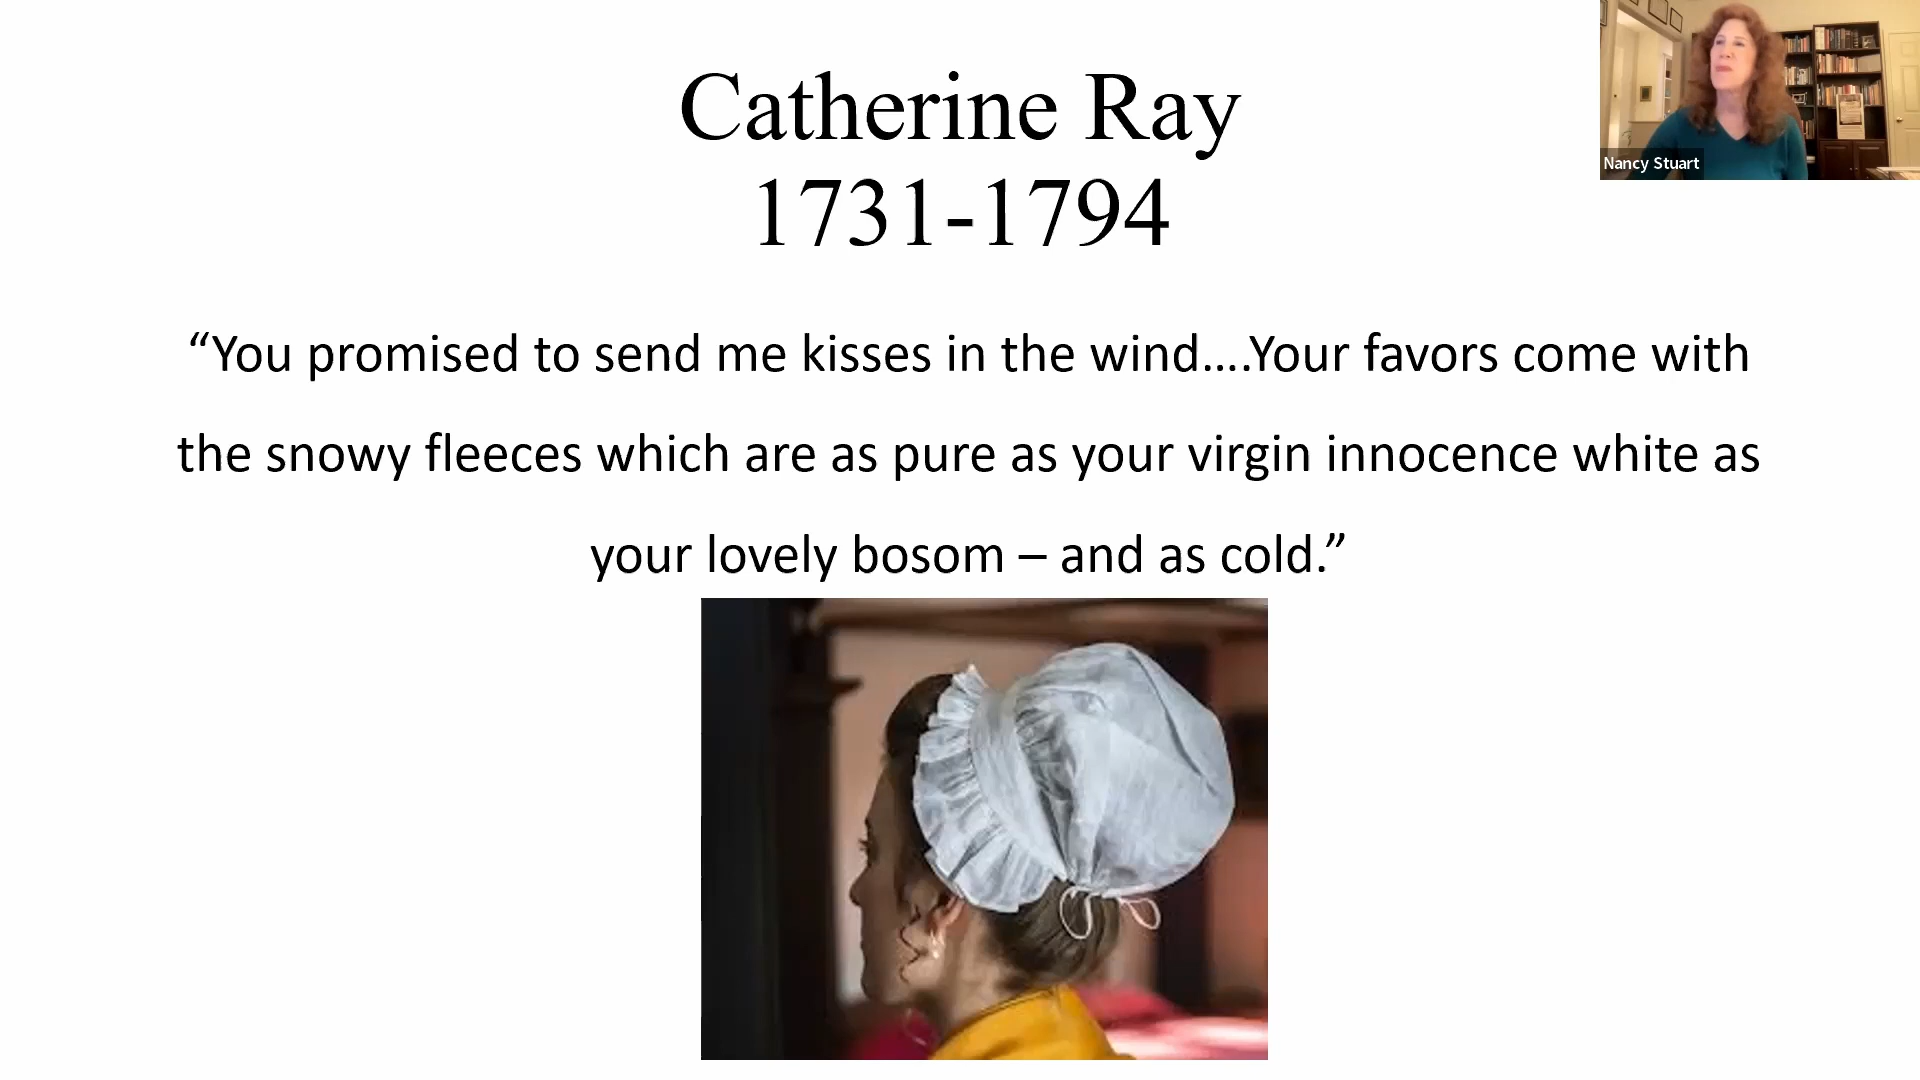 Catherine Ray
1731-1794
“You promised to send me kisses in the wind....Your favors come with
the snowy fleeces which are as pure as your virgin innocence white as
your lovely bosom – and as cold.”
Nancy Stuart